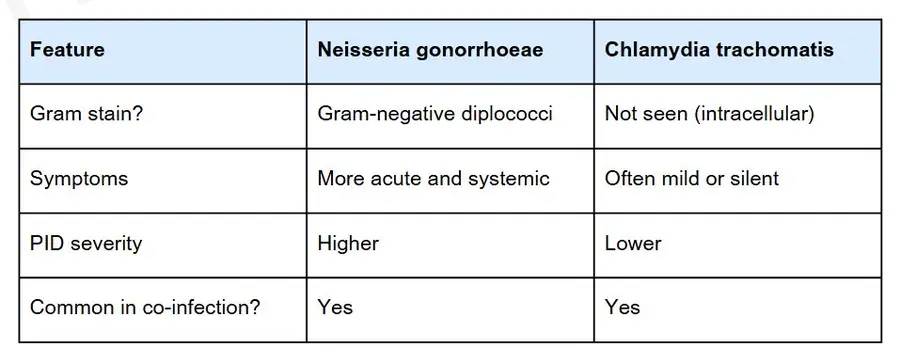 Feature Neisseria gonorrhoeae Chlamydia trachomatis
Gram stain? Gram-negative diplococci Not seen (intracellular)
Symptoms More acute and systemic Often mild or silent
PID severity Higher Lower
Common in co-infection? Yes Yes